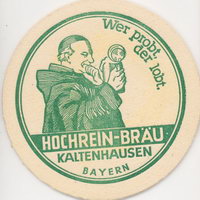 Wer probt
der lobt.
HOCHREIN-BRÄU
KALTENHAUSEN
BAYERN